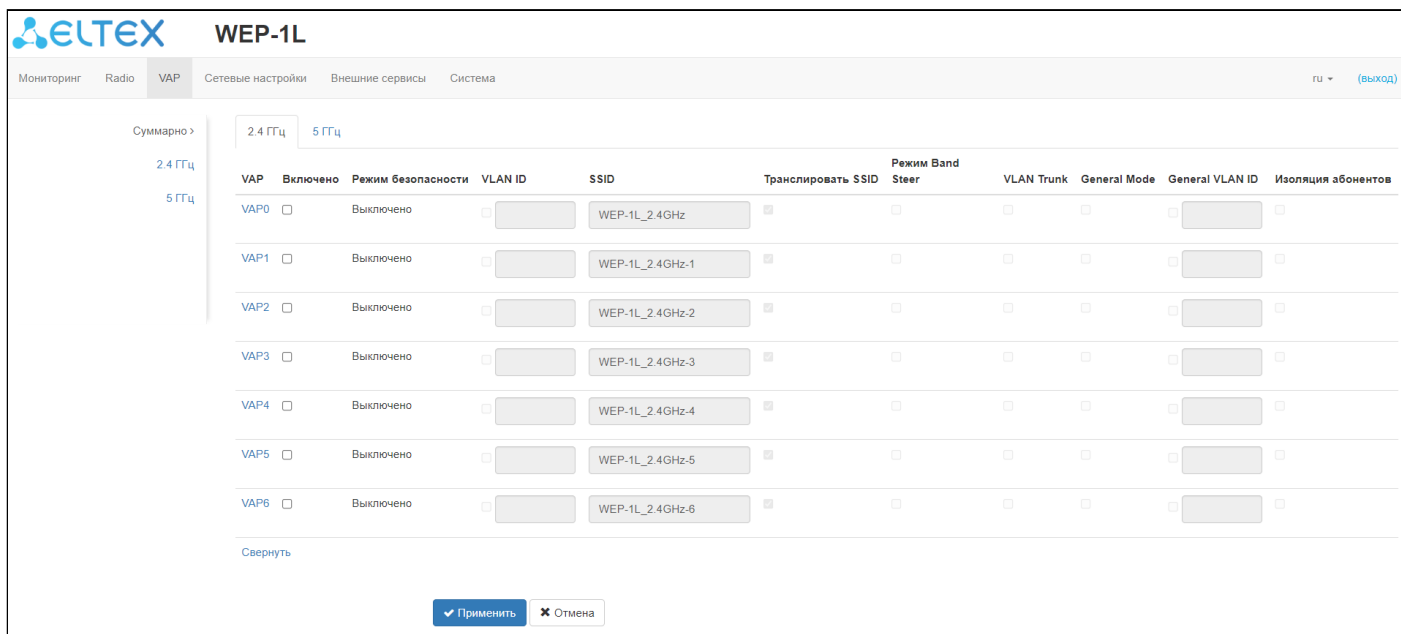 ELTEX WEP-1L
Мониторинг Radio VAP Сетевые настройки Внешние сервисы Система ru (выход)
Суммарно >
2.4 ГГц
5 ГГц
2.4 ГГц 5 ГГц
VAP Включено Режим безопасности VLAN ID SSID Транслировать SSID Режим Band Steer VLAN Trunk General Mode General VLAN ID Изоляция абонентов
VAP0 Выключено WEP-1L_2.4GHz
VAP1 Выключено WEP-1L_2.4GHz-1
VAP2 Выключено WEP-1L_2.4GHz-2
VAP3 Выключено WEP-1L_2.4GHz-3
VAP4 Выключено WEP-1L_2.4GHz-4
VAP5 Выключено WEP-1L_2.4GHz-5
VAP6 Выключено WEP-1L_2.4GHz-6
Свернуть
Применить Отмена